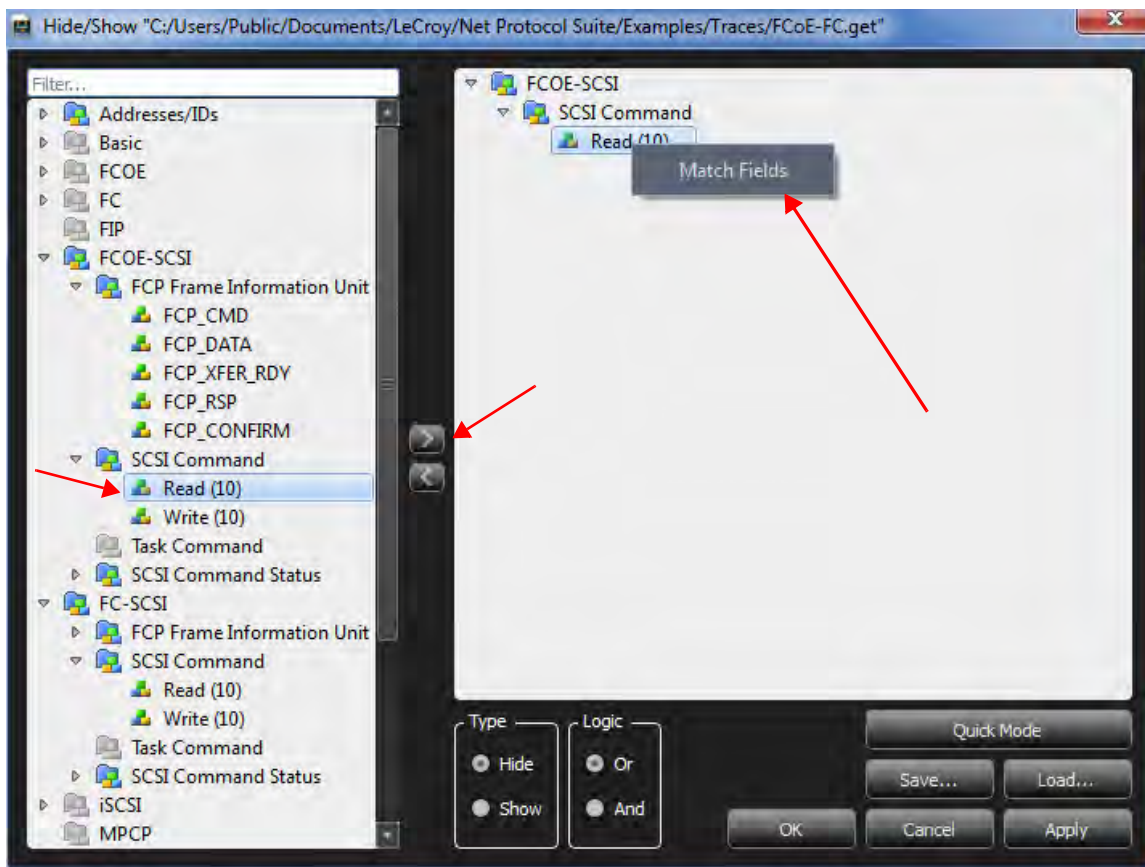 Hide/Show "C:/Users/Public/Documents/LeCroy/Net Protocol Suite/Examples/Traces/FCoE-FC.get"
Filter...
Addresses/IDs
Basic
FCOE
FC
FIP
FCOE-SCSI
FCP Frame Information Unit
FCP_CMD
FCP_DATA
FCP_XFER_RDY
FCP_RSP
FCP_CONFIRM
SCSI Command
Read (10)
Write (10)
Task Command
SCSI Command Status
FC-SCSI
FCP Frame Information Unit
SCSI Command
Read (10)
Write (10)
Task Command
SCSI Command Status
iSCSI
MPCP
>
<
FCOE-SCSI
SCSI Command
Read (10)
Match Fields
Type
Hide
Show
Logic
Or
And
Quick Mode
Save...
Load...
OK
Cancel
Apply